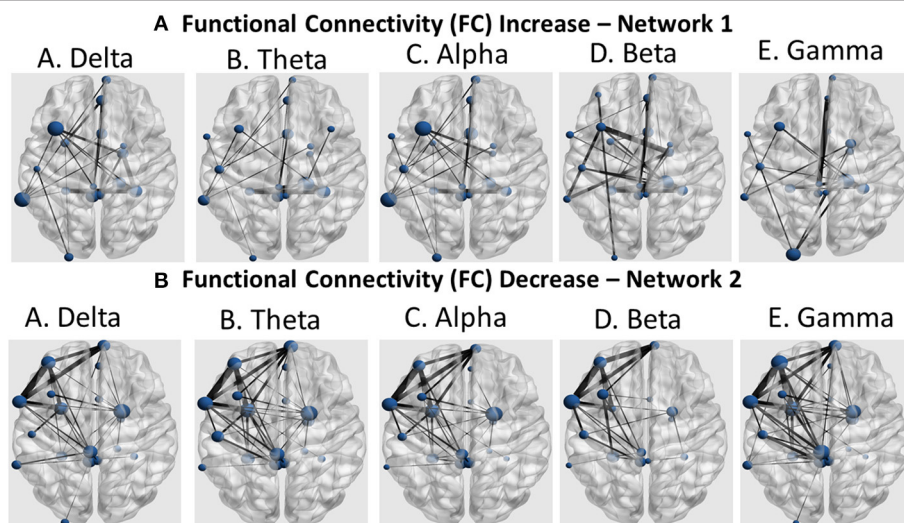 A Functional Connectivity (FC) Increase – Network 1
A. Delta B. Theta C. Alpha D. Beta E. Gamma
B Functional Connectivity (FC) Decrease – Network 2
A. Delta B. Theta C. Alpha D. Beta E. Gamma